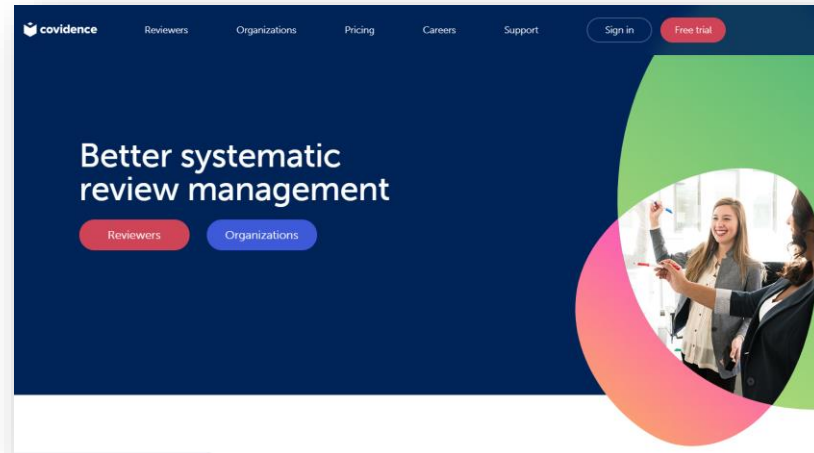 covidence Reviewers Organizations Pricing Careers Support Sign in Free trial
Better systematic
review management
Reviewers Organizations